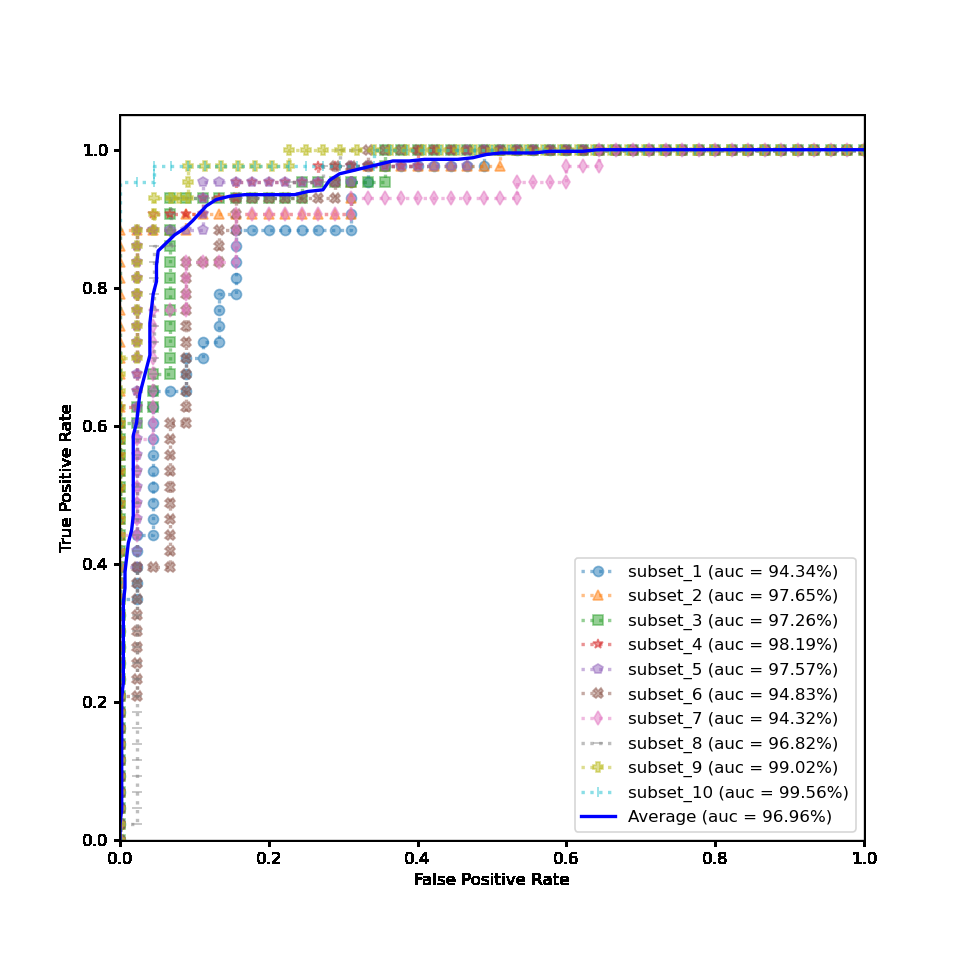 1.0
0.8
0.6
0.4
0.2
0.0
True Positive Rate
subset_1 (auc = 94.34%)
subset_2 (auc = 97.65%)
subset_3 (auc = 97.26%)
subset_4 (auc = 98.19%)
subset_5 (auc = 97.57%)
subset_6 (auc = 94.83%)
subset_7 (auc = 94.32%)
subset_8 (auc = 96.82%)
subset_9 (auc = 99.02%)
subset_10 (auc = 99.56%)
Average (auc = 96.96%)
0.0 0.2 0.4 0.6 0.8 1.0
False Positive Rate